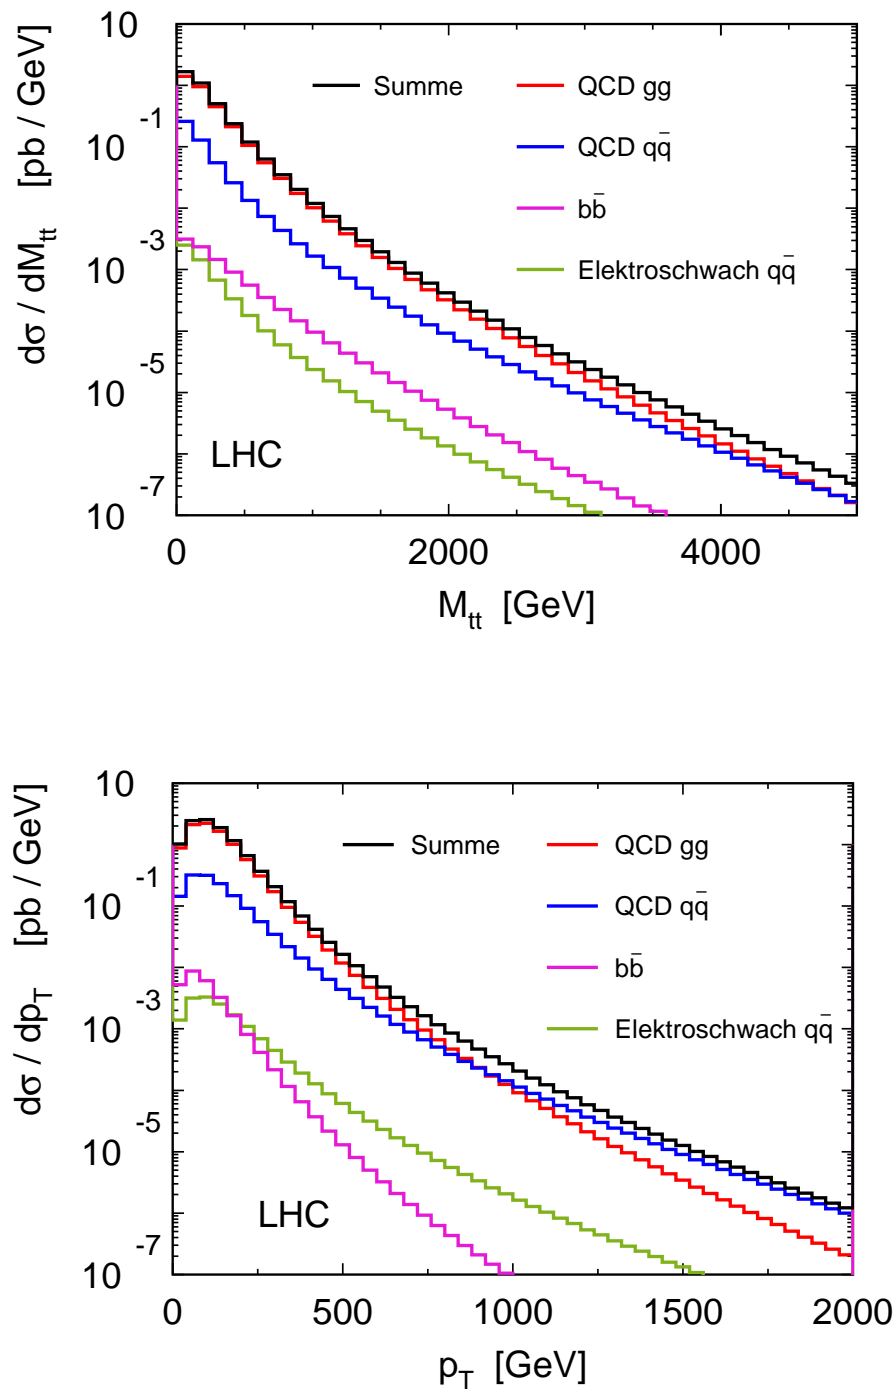 10
10 -1
10 -3
10 -5
10 -7
dσ / dM_tt [pb / GeV]
Summe
QCD gg
QCD qq̄
bb̄
Elektroschwach qq̄
LHC
0 2000 4000
M_tt [GeV]
10
10 -1
10 -3
10 -5
10 -7
dσ / dp_T [pb / GeV]
Summe
QCD gg
QCD qq̄
bb̄
Elektroschwach qq̄
LHC
0 500 1000 1500 2000
p_T [GeV]